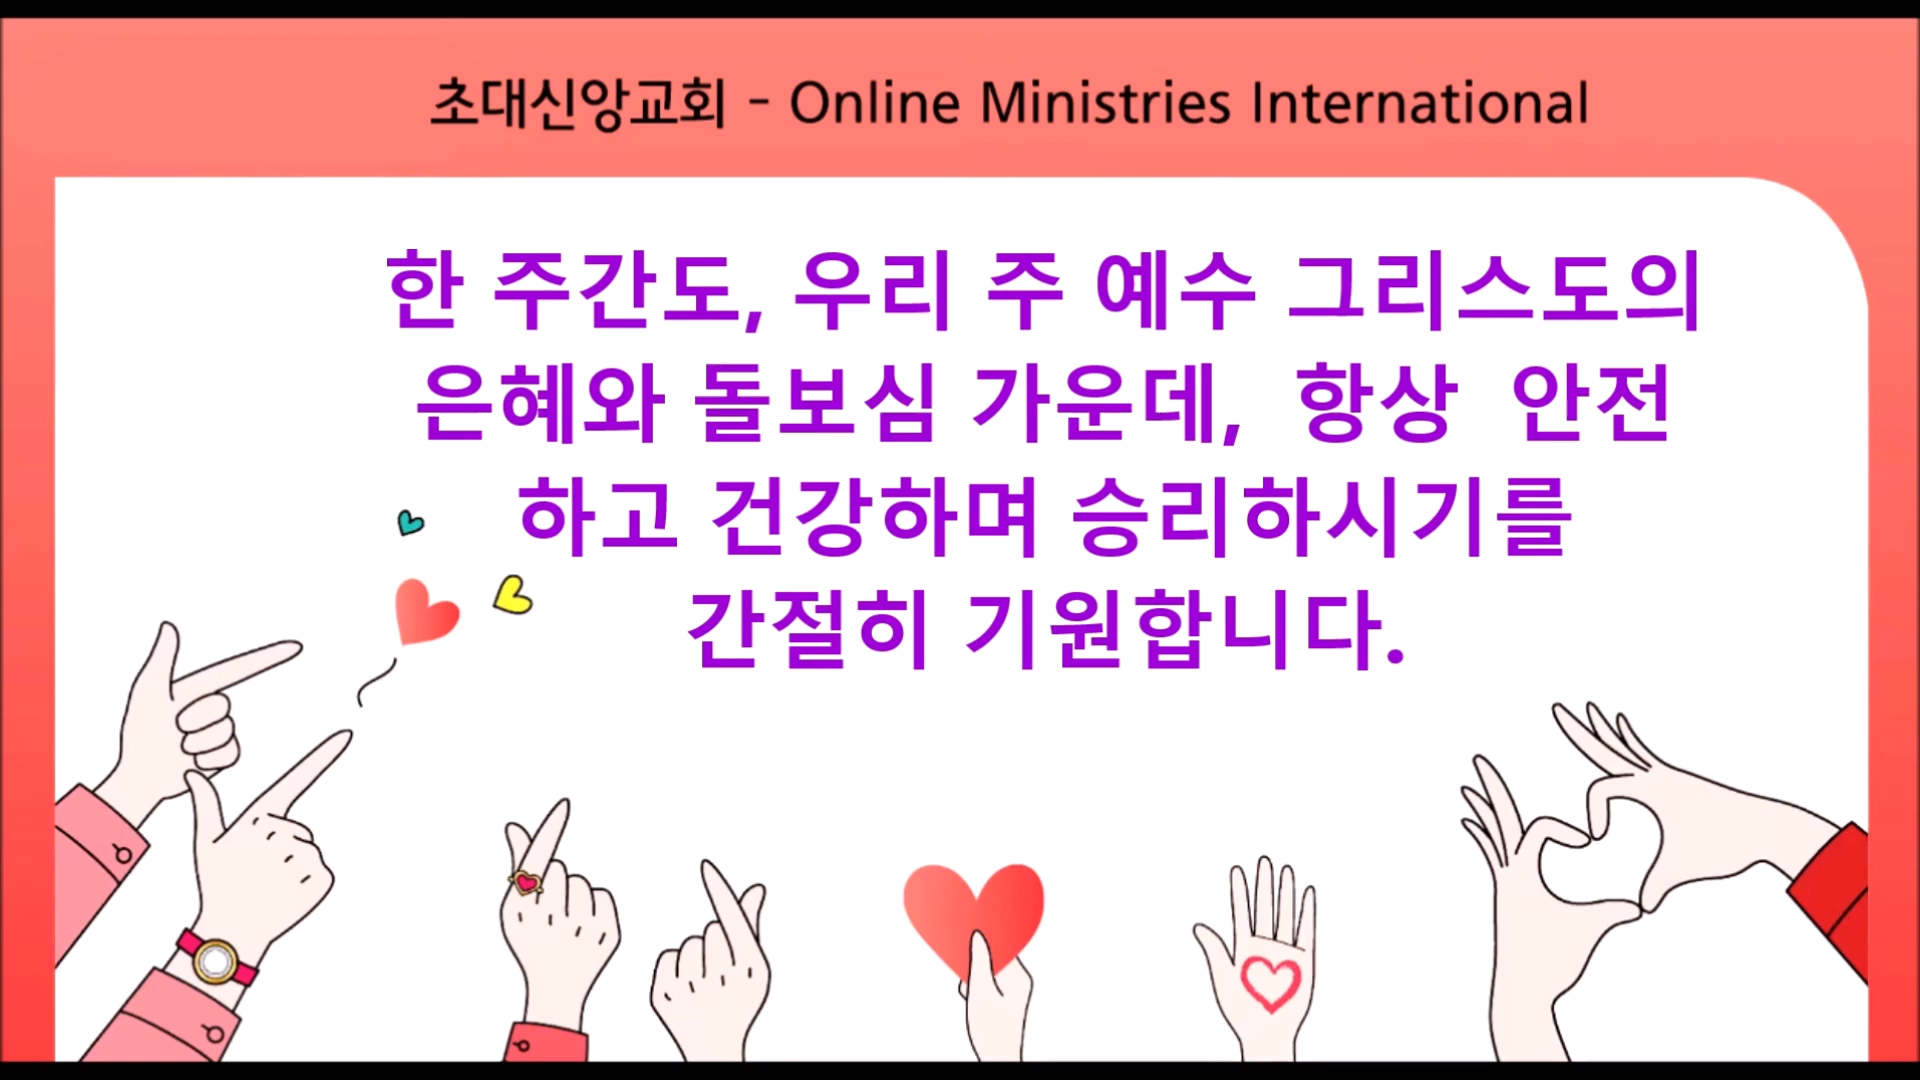 초대신앙교회 - Online Ministries International
한 주간도, 우리 주 예수 그리스도의
은혜와 돌보심 가운데,  항상  안전
하고 건강하며 승리하시기를
간절히 기원합니다.